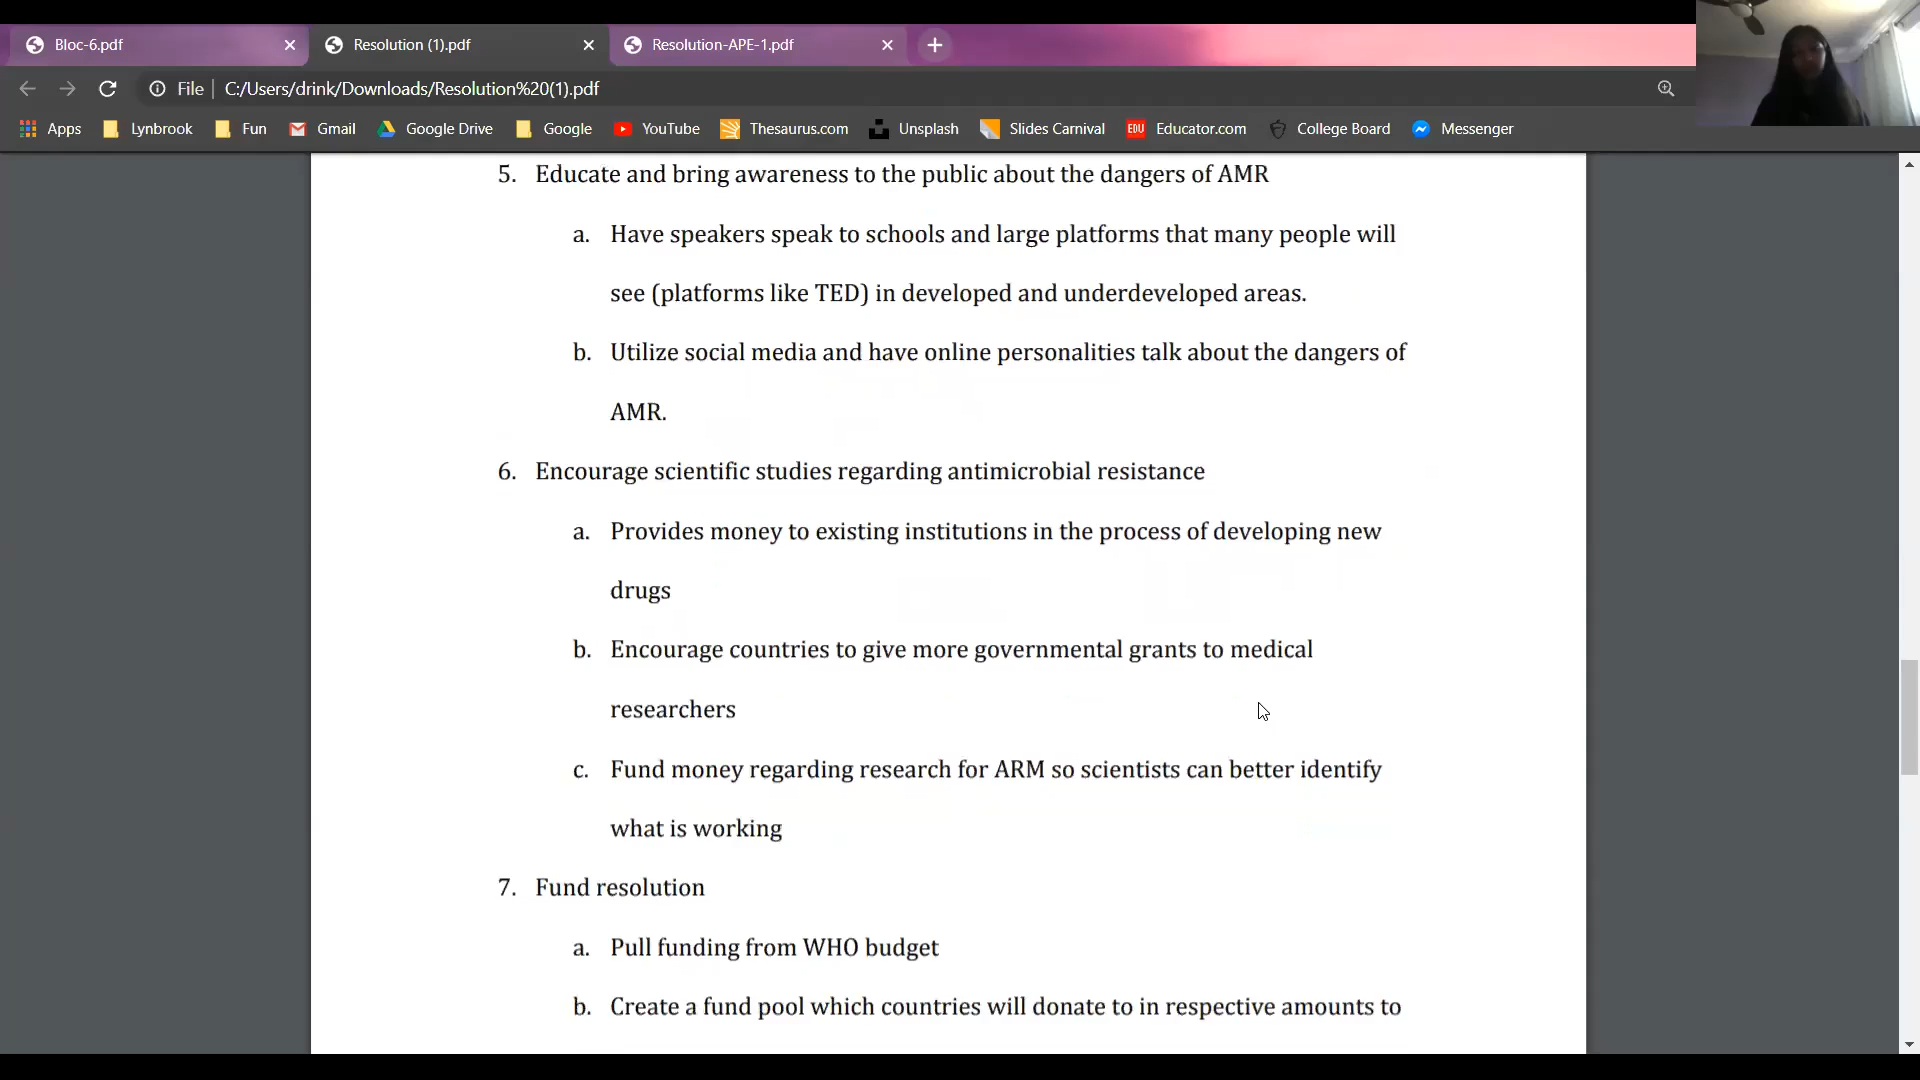 Bloc-6.pdf
Resolution (1).pdf
Resolution-APE-1.pdf
File
C:/Users/drink/Downloads/Resolution%20(1).pdf
Apps
Lynbrook
Fun
Gmail
Google Drive
Google
YouTube
Thesaurus.com
Unsplash
Slides Carnival
EDU
Educator.com
College Board
Messenger
5. Educate and bring awareness to the public about the dangers of AMR
a. Have speakers speak to schools and large platforms that many people will
see (platforms like TED) in developed and underdeveloped areas.
b. Utilize social media and have online personalities talk about the dangers of
AMR.
6. Encourage scientific studies regarding antimicrobial resistance
a. Provides money to existing institutions in the process of developing new
drugs
b. Encourage countries to give more governmental grants to medical
researchers
c. Fund money regarding research for ARM so scientists can better identify
what is working
7. Fund resolution
a. Pull funding from WHO budget
b. Create a fund pool which countries will donate to in respective amounts to